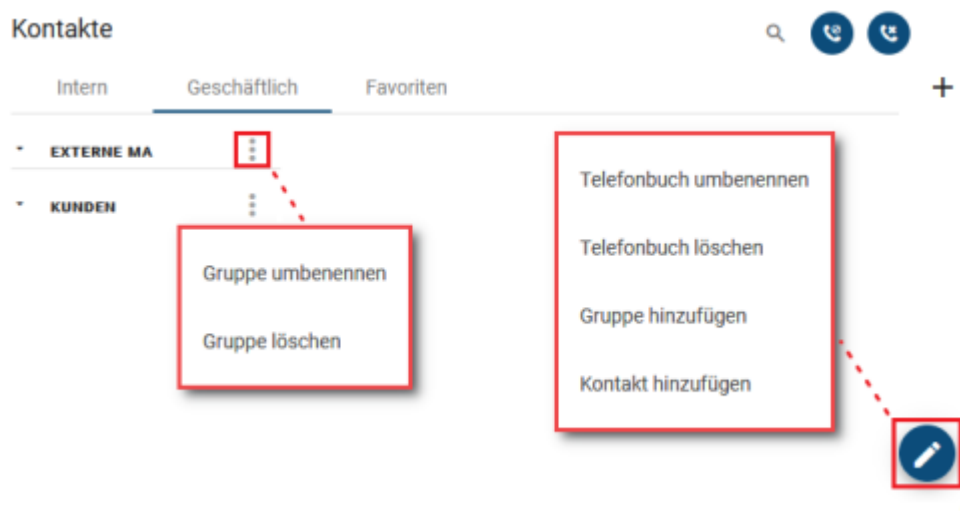 Kontakte
Intern Geschäftlich Favoriten
EXTERNE MA
KUNDEN
Gruppe umbenennen
Gruppe löschen
Telefonbuch umbenennen
Telefonbuch löschen
Gruppe hinzufügen
Kontakt hinzufügen